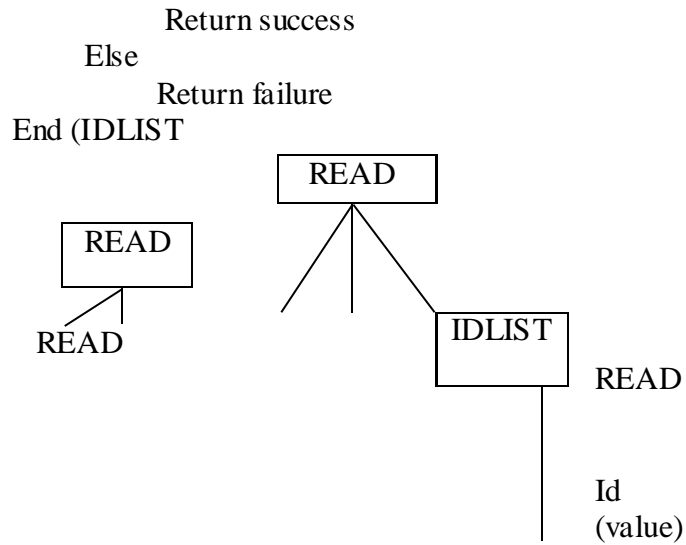 Return success
Else
Return failure
End (IDLIST
READ
READ
READ
IDLIST
READ
Id
(value)